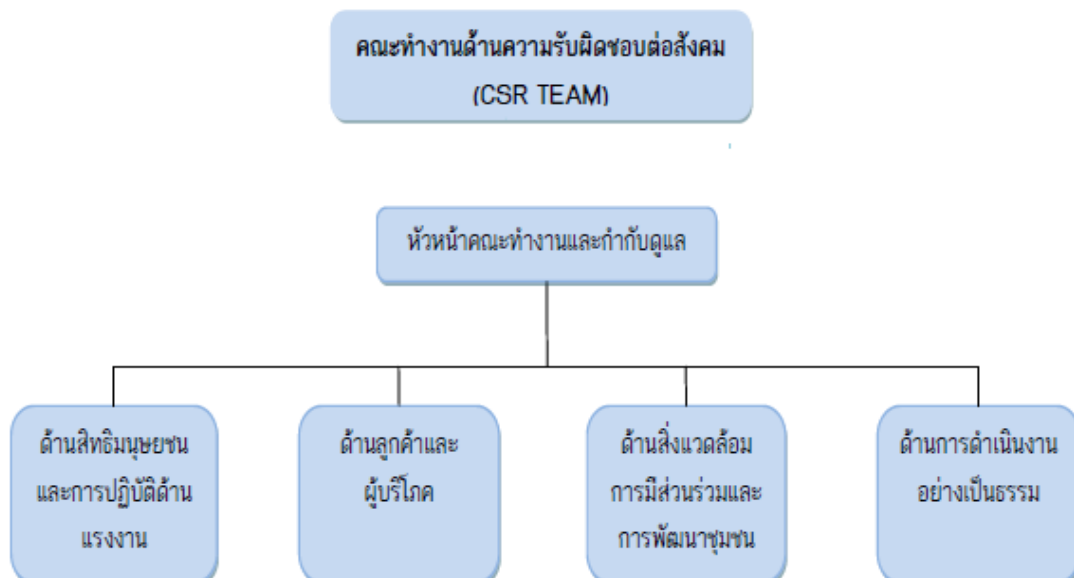 คณะทำงานด้านความรับผิดชอบต่อสังคม
(CSR TEAM)
หัวหน้าคณะทำงานและกำกับดูแล
ด้านสิทธิมนุษยชน
และการปฏิบัติด้าน
แรงงาน
ด้านลูกค้าและ
ผู้บริโภค
ด้านสิ่งแวดล้อม
การมีส่วนร่วมและ
การพัฒนาชุมชน
ด้านการดำเนินงาน
อย่างเป็นธรรม